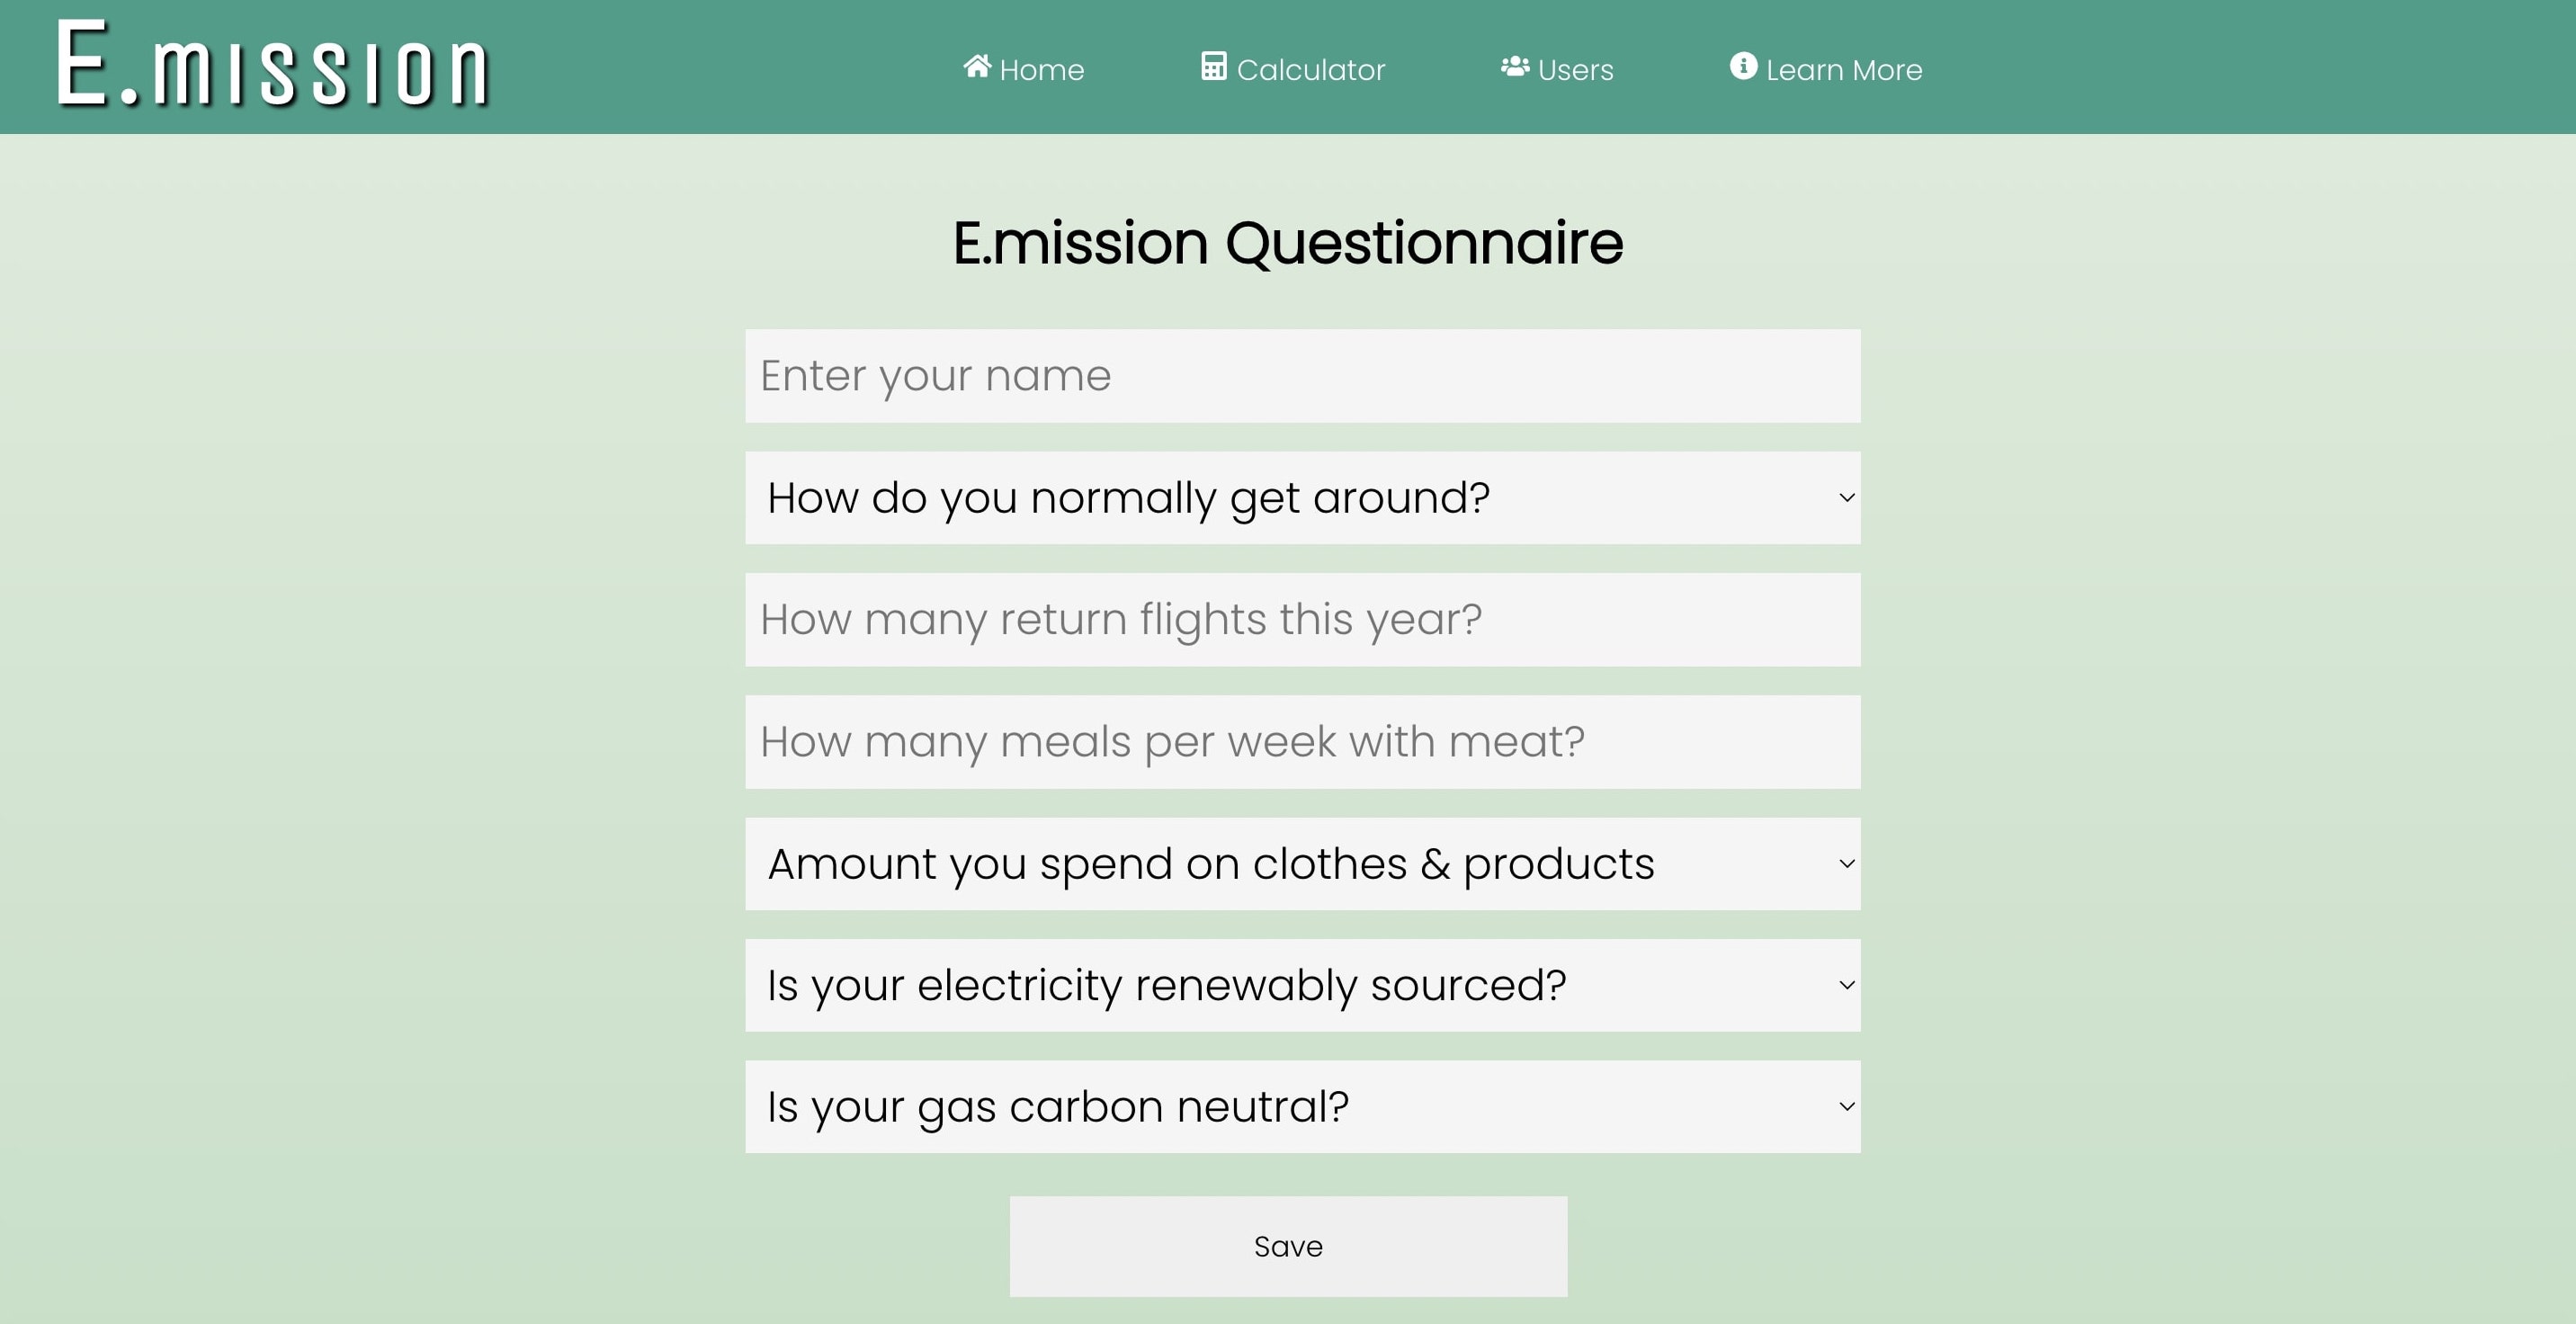 E.mission
Home Calculator Users Learn More
E.mission Questionnaire
Enter your name
How do you normally get around?
How many return flights this year?
How many meals per week with meat?
Amount you spend on clothes & products
Is your electricity renewably sourced?
Is your gas carbon neutral?
Save